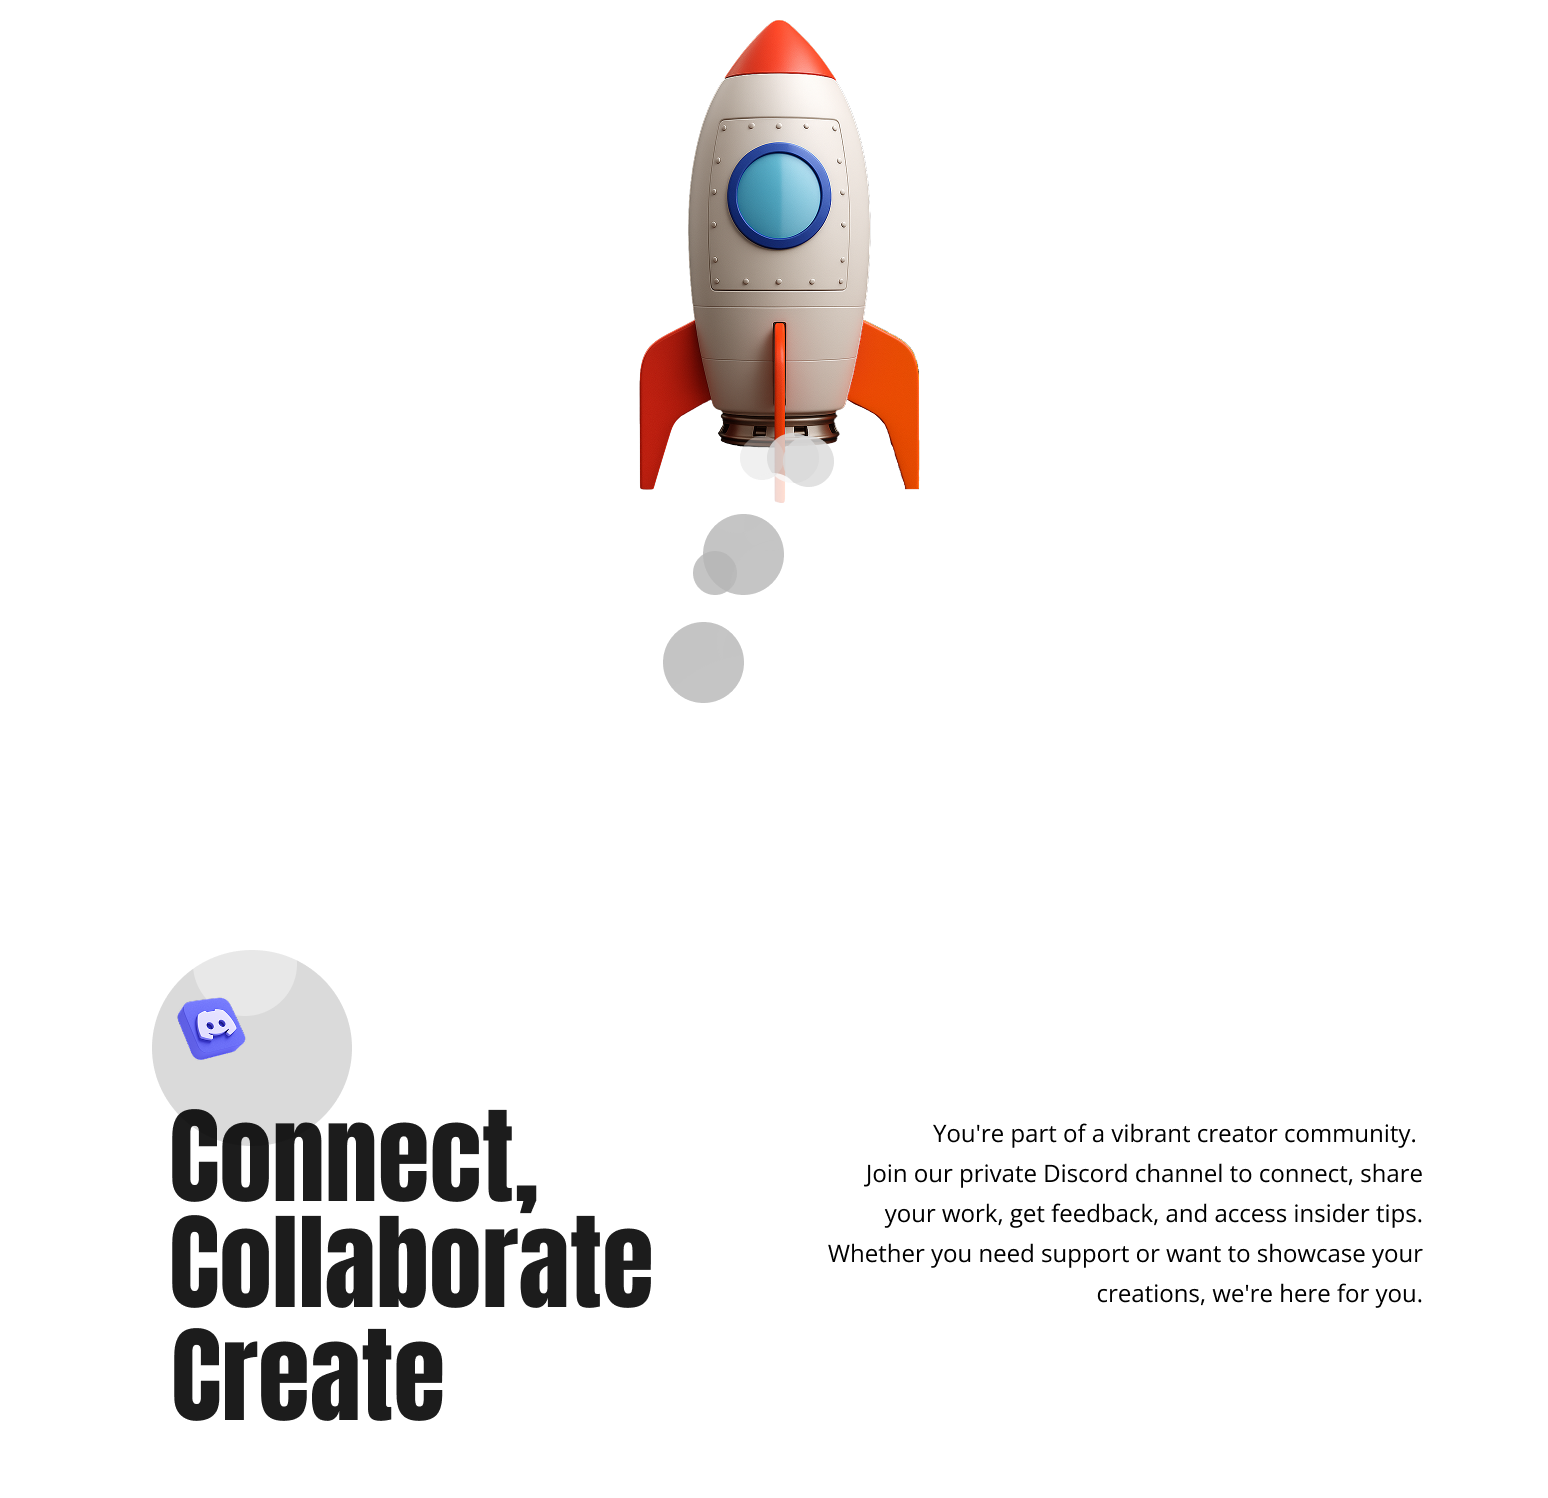 Connect,
Collaborate
Create
You're part of a vibrant creator community.
Join our private Discord channel to connect, share
your work, get feedback, and access insider tips.
Whether you need support or want to showcase your
creations, we're here for you.